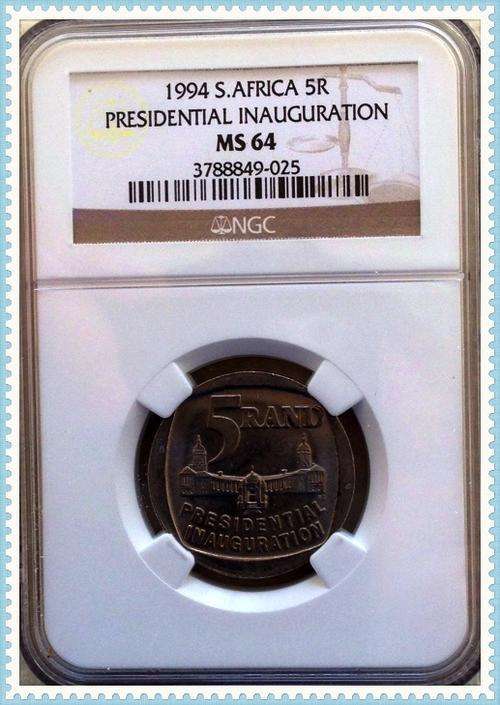 1994 S.AFRICA 5R
PRESIDENTIAL INAUGURATION
MS 64
3788849-025
NGC
5 RAND
PRESIDENTIAL
INAUGURATION